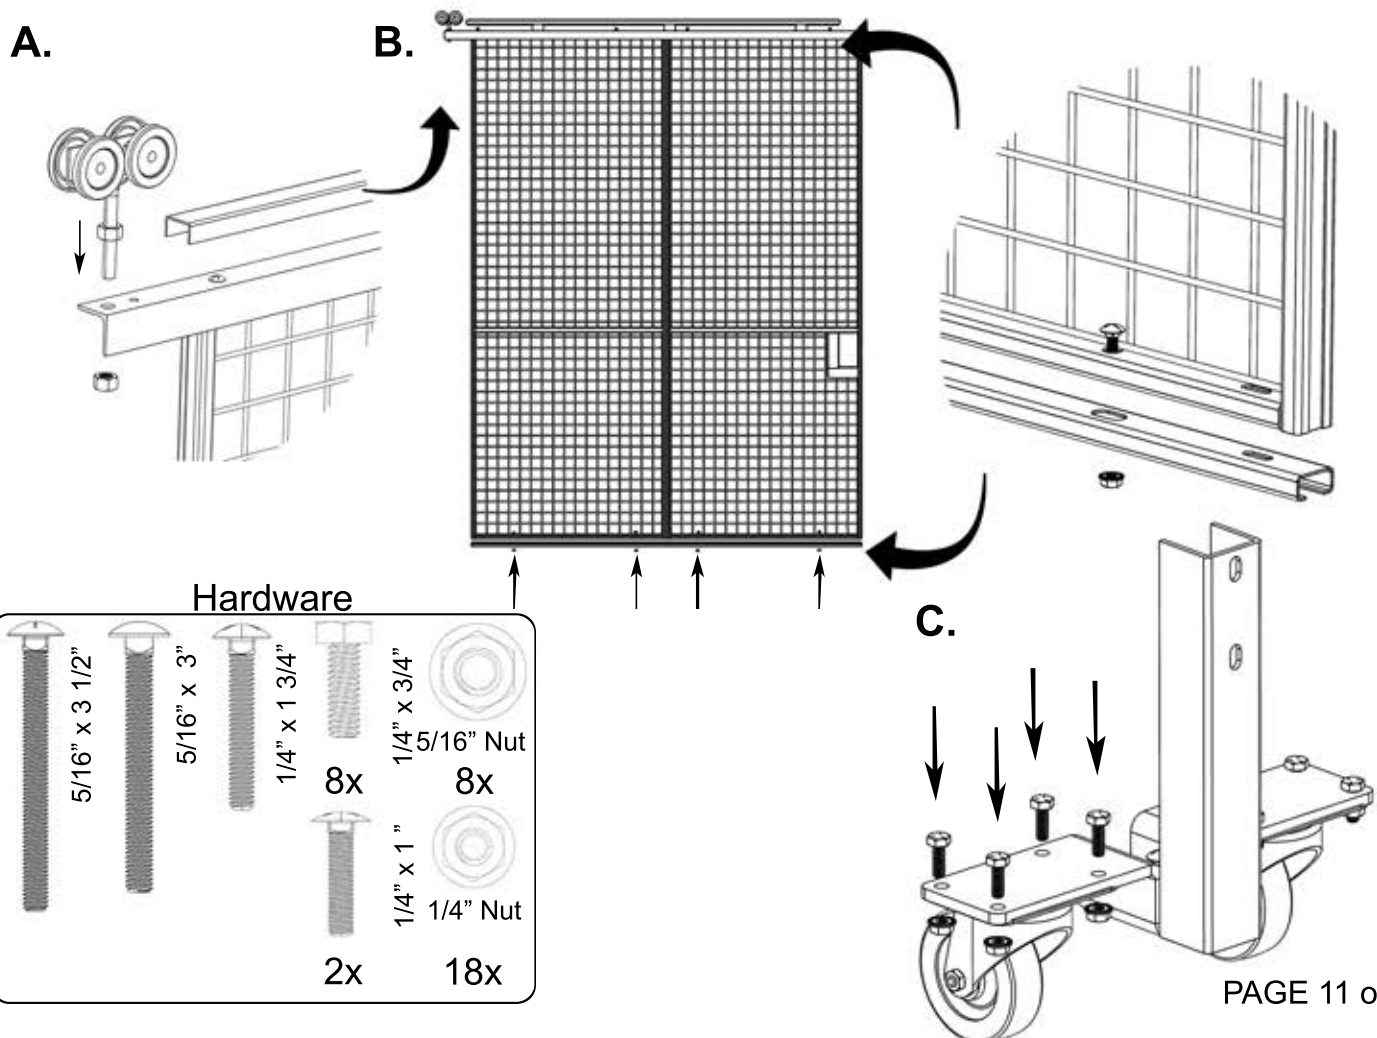 A.
B.
C.
Hardware
5/16” x 3 1/2”
5/16” x 3”
1/4” x 1 3/4”
1/4” x 3/4”
8x
5/16” Nut
8x
1/4” x 1 ”
2x
1/4” Nut
18x
PAGE 11 o